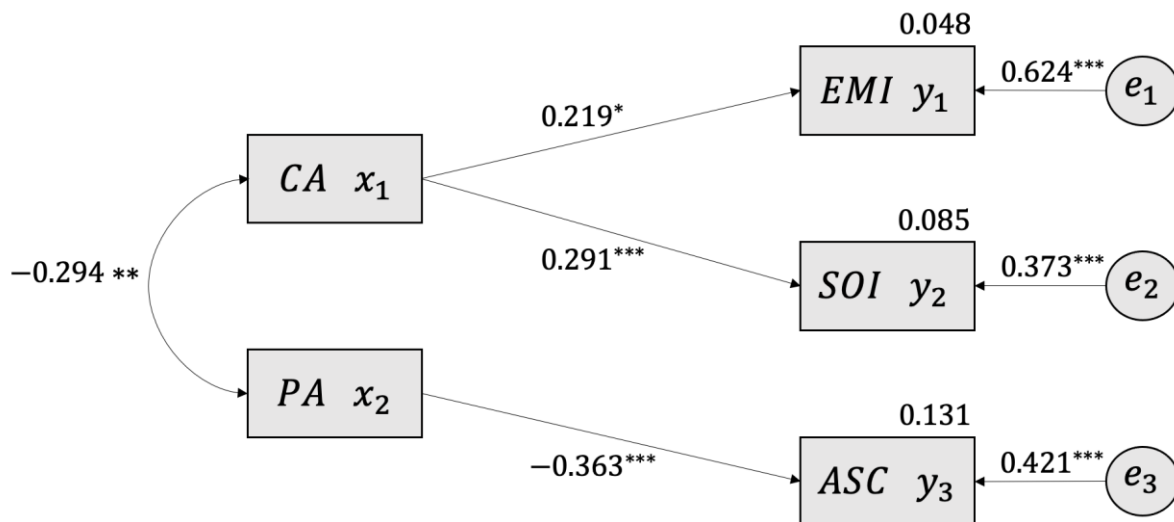 0.048
EMI y₁
0.624***
e₁
0.219*
CA x₁
0.085
0.291***
−0.294 **
SOI y₂
0.373***
e₂
PA x₂
0.131
−0.363***
ASC y₃
0.421***
e₃